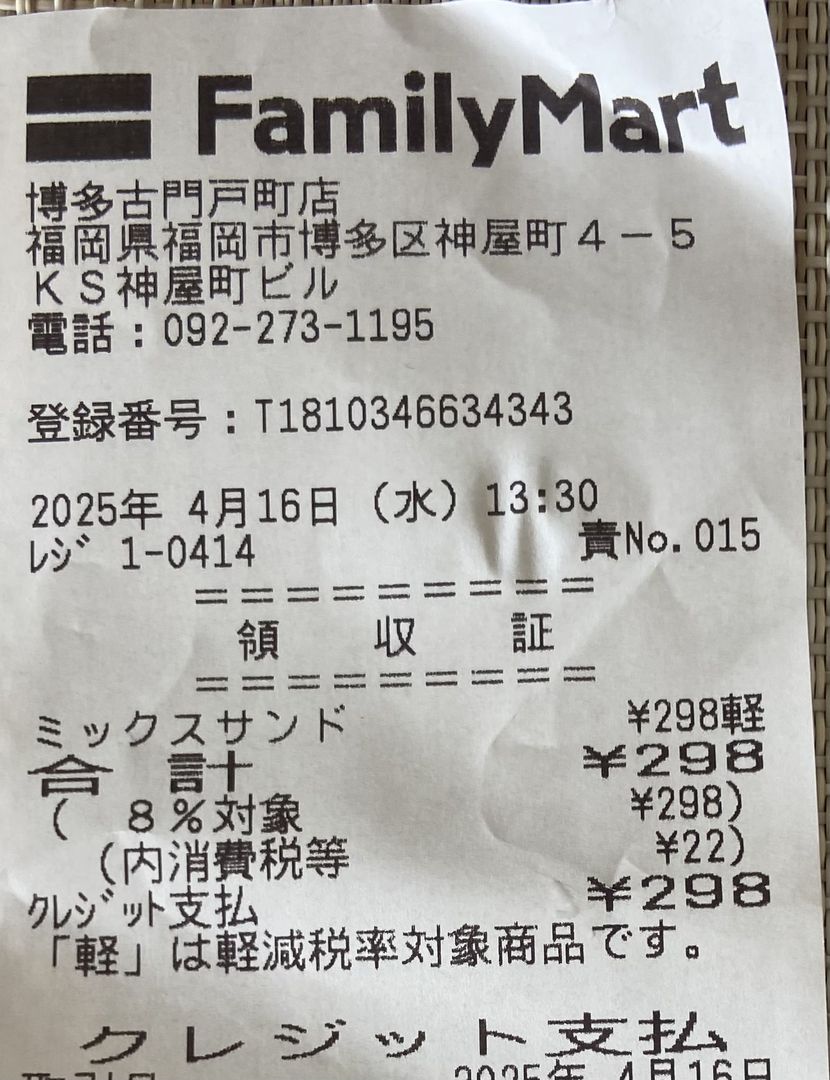 FamilyMart
博多古門戸町店
福岡県福岡市博多区神屋町4-5
KS神屋町ビル
電話:092-273-1195
登録番号:T1810346634343
2025年 4月16日(水)13:30
レジ 1-0414 責No.015
=========
領 収 証
=========
ミックスサンド ¥298軽
合 計 ¥298
( 8%対象 ¥298)
(内消費税等 ¥22)
クレジット支払 ¥298
「軽」は軽減税率対象商品です。
クレジット支払
2025年 4月16日